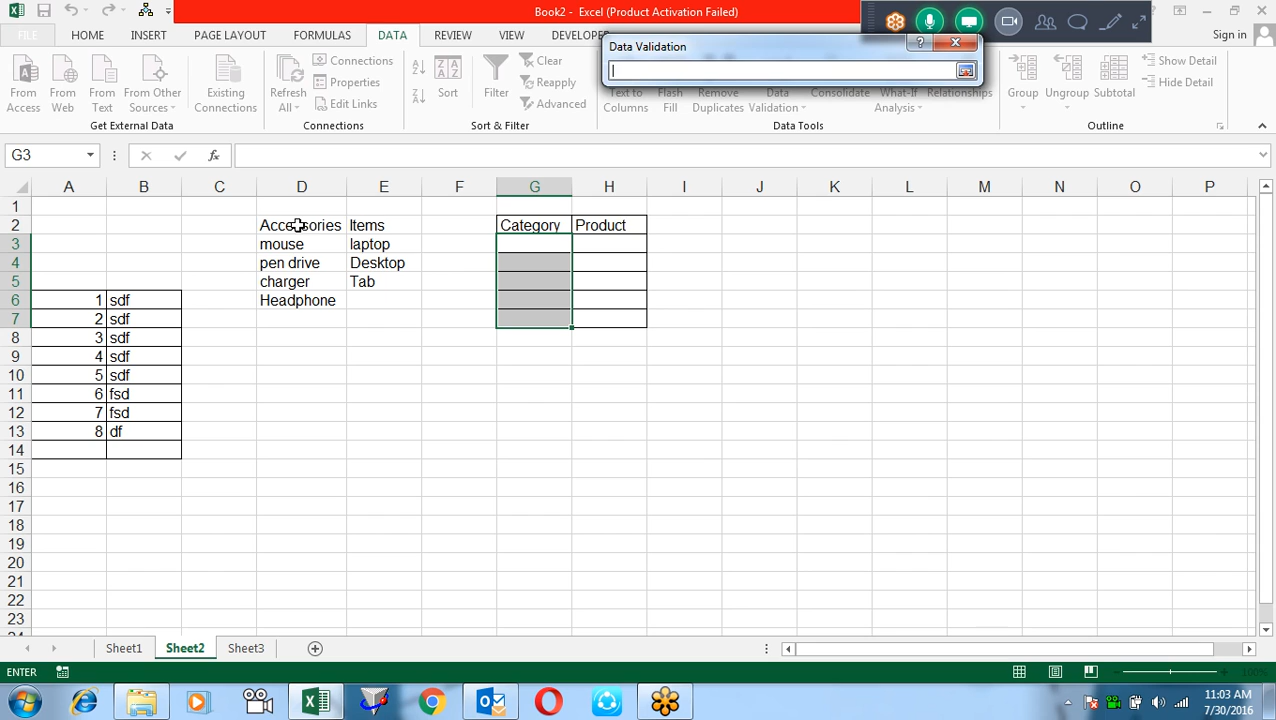 Book2 - Excel (Product Activation Failed)
FILE HOME INSERT PAGE LAYOUT FORMULAS DATA REVIEW VIEW DEVELOPER
Sign in
Data Validation
From Access
From Web
From Text
From Other Sources
Existing Connections
Refresh All
Connections
Properties
Edit Links
Sort
Filter
Clear
Reapply
Advanced
Text to Columns
Flash Fill
Remove Duplicates
Data Validation
Consolidate
What-If Analysis
Relationships
Group
Ungroup
Subtotal
Show Detail
Hide Detail
Get External Data
Connections
Sort & Filter
Data Tools
Outline
G3
fx
A B C D E F G H I J K L M N O P
1
2 Accessories Items Category Product
3 mouse laptop
4 pen drive Desktop
5 charger Tab
6 1 sdf Headphone
7 2 sdf
8 3 sdf
9 4 sdf
10 5 sdf
11 6 fsd
12 7 fsd
13 8 df
14
15
16
17
18
19
20
21
22
23
Sheet1 Sheet2 Sheet3
ENTER
100%
11:03 AM
7/30/2016